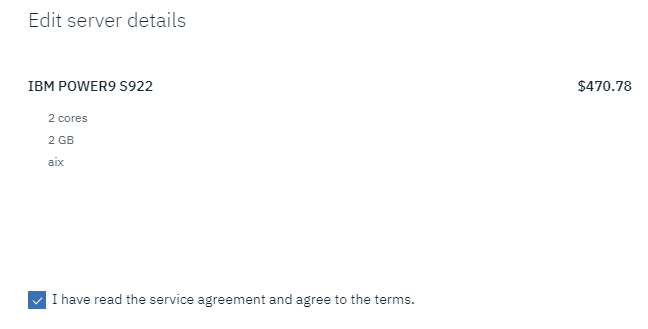 Edit server details
IBM POWER9 S922 $470.78
2 cores
2 GB
aix
I have read the service agreement and agree to the terms.